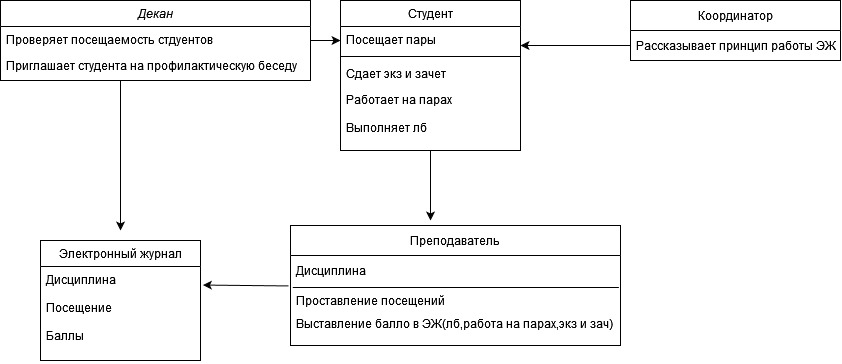 Декан
Проверяет посещаемость стдуентов
Приглашает студента на профилактическую беседу
Студент
Посещает пары
Сдает экз и зачет
Работает на парах
Выполняет лб
Координатор
Рассказывает принцип работы ЭЖ
Электронный журнал
Дисциплина
Посещение
Баллы
Преподаватель
Дисциплина
Проставление посещений
Выставление балло в ЭЖ(лб,работа на парах,экз и зач)